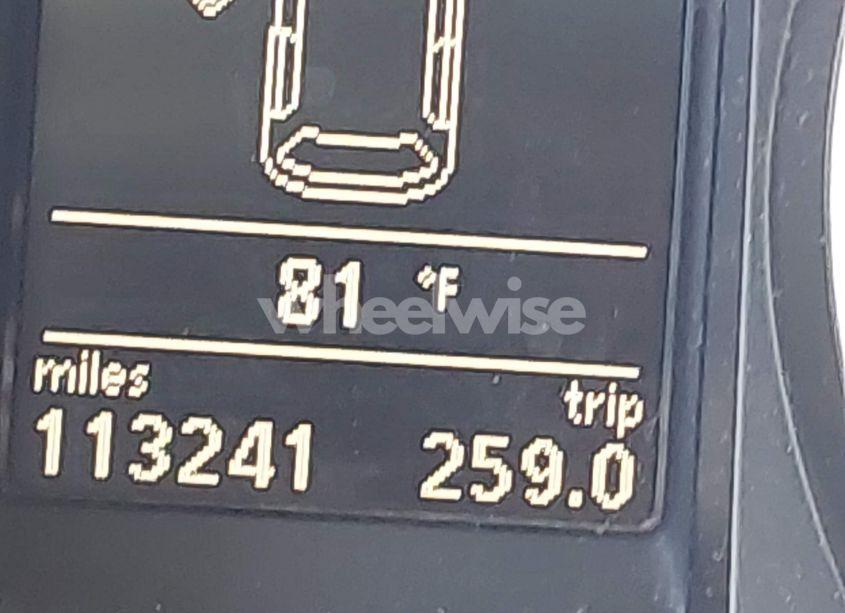 81 °F
wheelwise
miles trip
113241 259.0